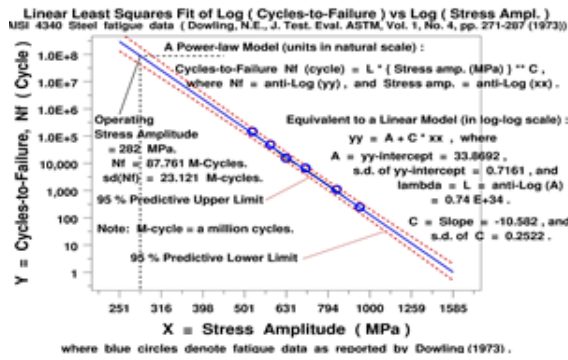 Linear Least Squares Fit of Log ( Cycles-to-Failure ) vs Log ( Stress Ampl. )
AISI 4340 Steel fatigue data ( Dowling, N.E., J. Test. Eval. ASTM, Vol. 1, No. 4, pp. 271-287 (1973))
A Power-law Model (units in natural scale) :
Cycles-to-Failure Nf (cycle) = L * { Stress amp. (MPa) } ** C ,
where Nf = anti-Log (yy) , and Stress amp. = anti-Log (xx) .
Operating
Stress Amplitude
= 282 MPa.
Nf = 87.761 M-Cycles.
sd(Nf) = 23.121 M-cycles.
Equivalent to a Linear Model (in log-log scale) :
yy = A + C * xx , where
A = yy-intercept = 33.8692 ,
s.d. of yy-intercept = 0.7161, and
lambda = L = anti-Log (A)
= 0.74 E+34 .
C = Slope = -10.582 , and
s.d. of C = 0.2522 .
95 % Predictive Upper Limit
Note: M-cycle = a million cycles.
95 % Predictive Lower Limit
Y = Cycles-to-Failure, Nf ( Cycle )
1.0E+8
1.0E+7
1.0E+6
1.0E+5
10,000
1,000
100
10
1
251 316 398 501 631 794 1000 1259 1585
X = Stress Amplitude ( MPa )
where blue circles denote fatigue data as reported by Dowling (1973) .